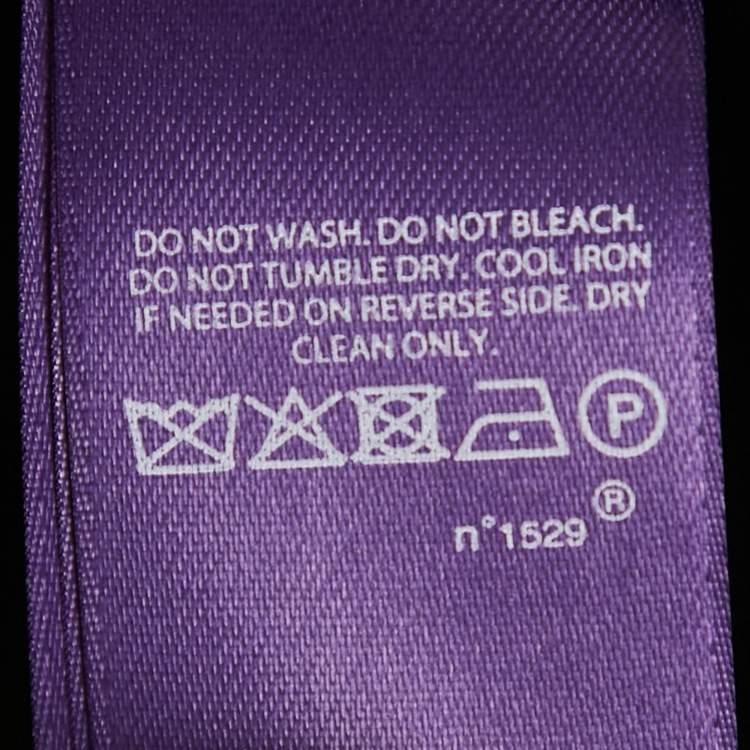 DO NOT WASH. DO NOT BLEACH.
DO NOT TUMBLE DRY. COOL IRON
IF NEEDED ON REVERSE SIDE. DRY
CLEAN ONLY.
P
n°1529 ®